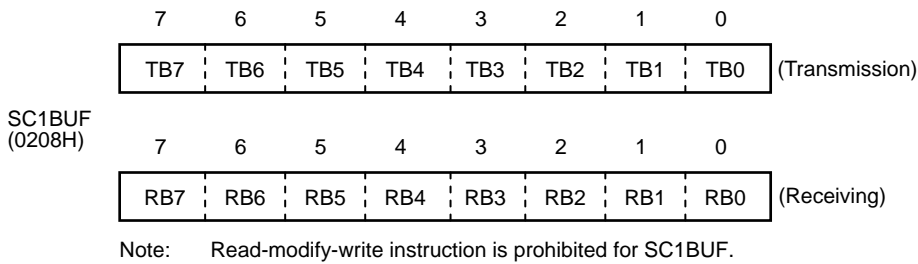 7 6 5 4 3 2 1 0
TB7 TB6 TB5 TB4 TB3 TB2 TB1 TB0 (Transmission)
SC1BUF
(0208H)
7 6 5 4 3 2 1 0
RB7 RB6 RB5 RB4 RB3 RB2 RB1 RB0 (Receiving)
Note: Read-modify-write instruction is prohibited for SC1BUF.